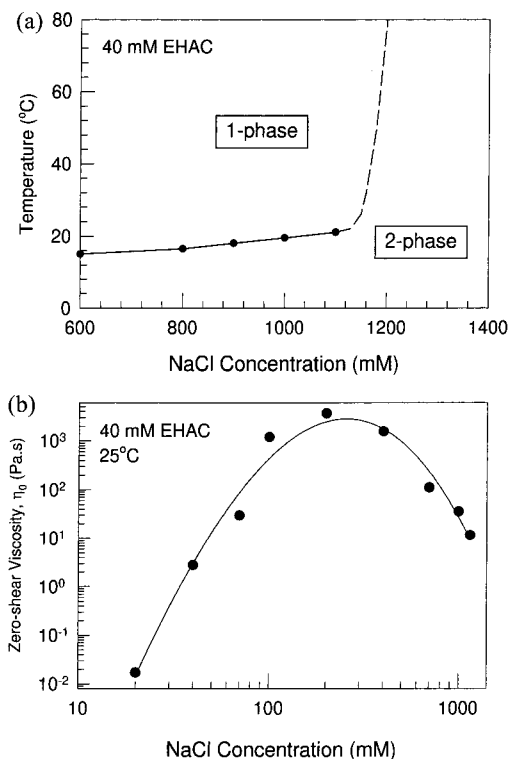 (a)
80
40 mM EHAC
60
1-phase
40
Temperature (°C)
20
2-phase
0
600 800 1000 1200 1400
NaCl Concentration (mM)
(b)
40 mM EHAC
25°C
10³
10²
10¹
10⁰
10⁻¹
10⁻²
Zero-shear Viscosity, η₀ (Pa.s)
10 100 1000
NaCl Concentration (mM)